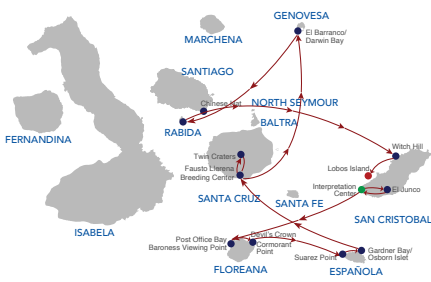 GENOVESA
El Barranco/
Darwin Bay
MARCHENA
SANTIAGO
Chinese Hat
NORTH SEYMOUR
BALTRA
RABIDA
FERNANDINA
Witch Hill
Twin Craters
Lobos Island
Fausto Llerena
Breeding Center
Interpretation
Center
El Junco
SANTA CRUZ
SANTA FE
SAN CRISTOBAL
ISABELA
Devil's Crown
Post Office Bay
Baroness Viewing Point
Cormorant
Point
Gardner Bay/
Osborn Islet
Suarez Point
FLOREANA
ESPAÑOLA